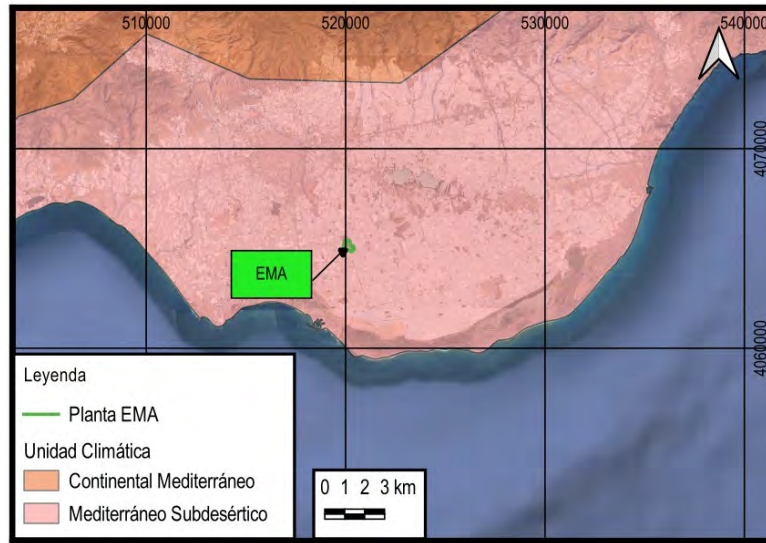 510000 520000 530000 540000
4070000
EMA
4060000
Leyenda
Planta EMA
Unidad Climática
Continental Mediterráneo
Mediterráneo Subdesértico
0 1 2 3 km